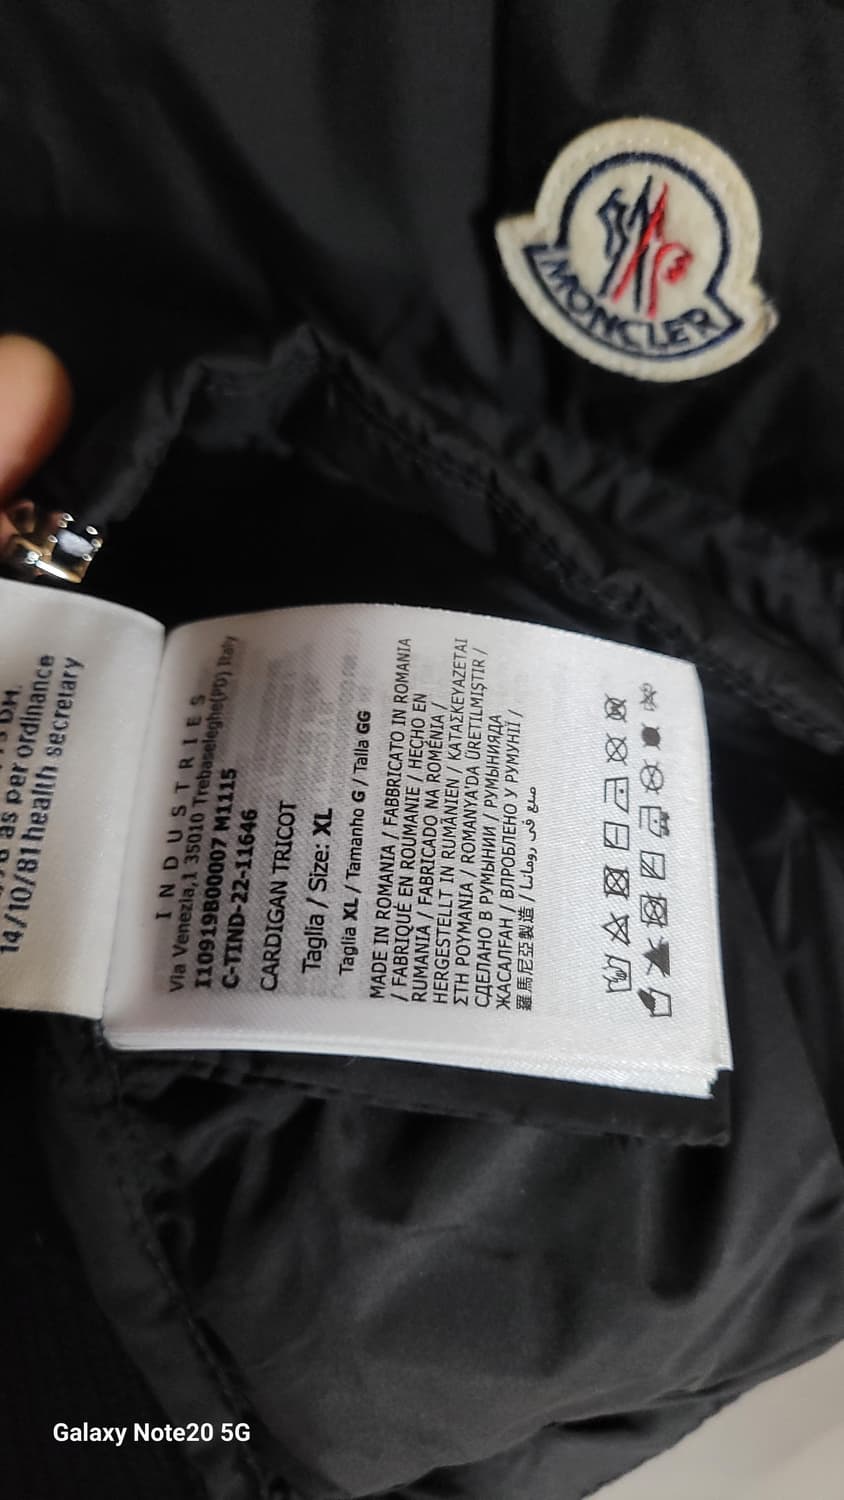 MONCLER
as per ordinance
14/10/81 health secretary
INDUSTRIES
Via Venezia,1 35010 Trebaseleghe(PD) Italy
I10919B00007 M1115
C-TIND-22-11646
CARDIGAN TRICOT
Taglia / Size: XL
Taglia XL / Tamanho G / Talla GG
MADE IN ROMANIA / FABBRICATO IN ROMANIA
/ FABRIQUÉ EN ROUMANIE / HECHO EN
RUMANIA / FABRICADO NA ROMÉNIA /
HERGESTELLT IN RUMÄNIEN / ΚΑΤΑΣΚΕΥΑΖΕΤΑΙ
ΣΤΗ ΡΟΥΜΑΝΙΑ / ROMANYA'DA ÜRETILMIŞTIR /
СДЕЛАНО В РУМЫНИИ / РУМЫНИЯДА
ЖАСАЛҒАН / ВПРОБЛЕНО У РУМУНІЇ /
羅馬尼亞製造 / صنع في رومانيا
Galaxy Note20 5G